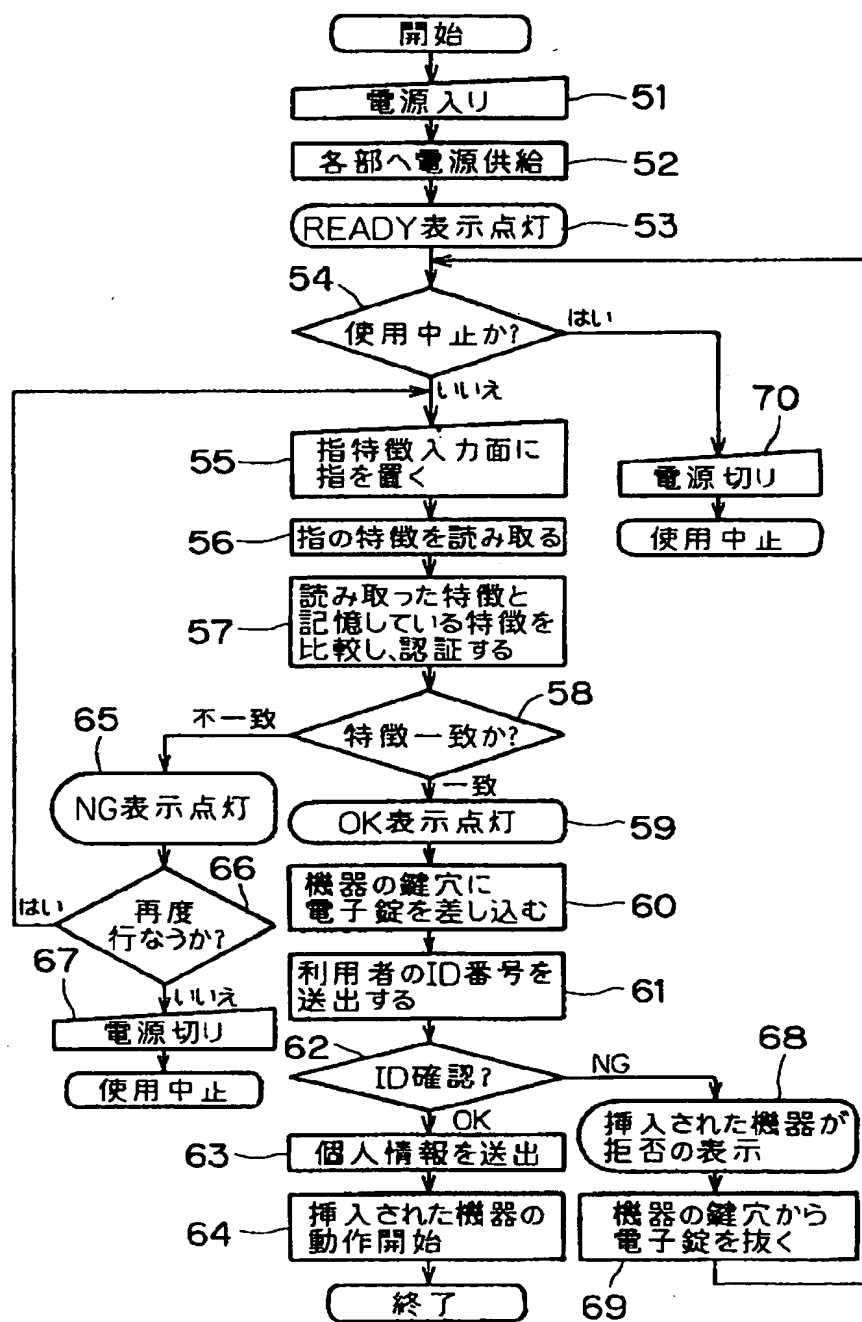 開始
電源入り
51
各部へ電源供給
52
READY表示点灯
53
54
使用中止か?
はい
いいえ
70
55
指特徴入力面に
指を置く
電源切り
使用中止
56
指の特徴を読み取る
57
読み取った特徴と
記憶している特徴を
比較し、認証する
58
不一致
特徴一致か?
65
一致
NG表示点灯
OK表示点灯
59
66
はい
再度
行なうか?
機器の鍵穴に
電子錠を差し込む
60
67
いいえ
電源切り
利用者のID番号を
送出する
61
使用中止
62
ID確認?
NG
68
OK
挿入された機器が
拒否の表示
63
個人情報を送出
64
挿入された機器の
動作開始
機器の鍵穴から
電子錠を抜く
69
終了